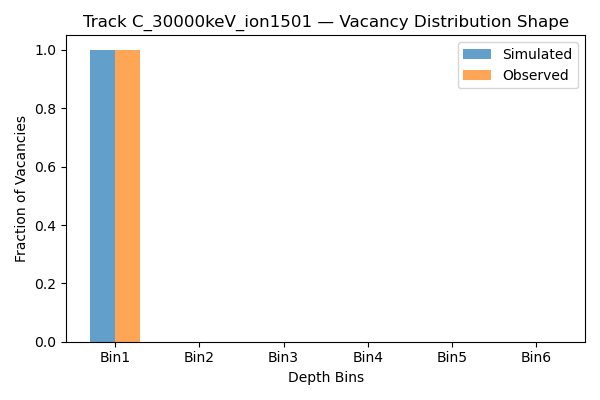 Track C_30000keV_ion1501 — Vacancy Distribution Shape
Simulated
Observed
Fraction of Vacancies
1.0
0.8
0.6
0.4
0.2
0.0
Bin1 Bin2 Bin3 Bin4 Bin5 Bin6
Depth Bins